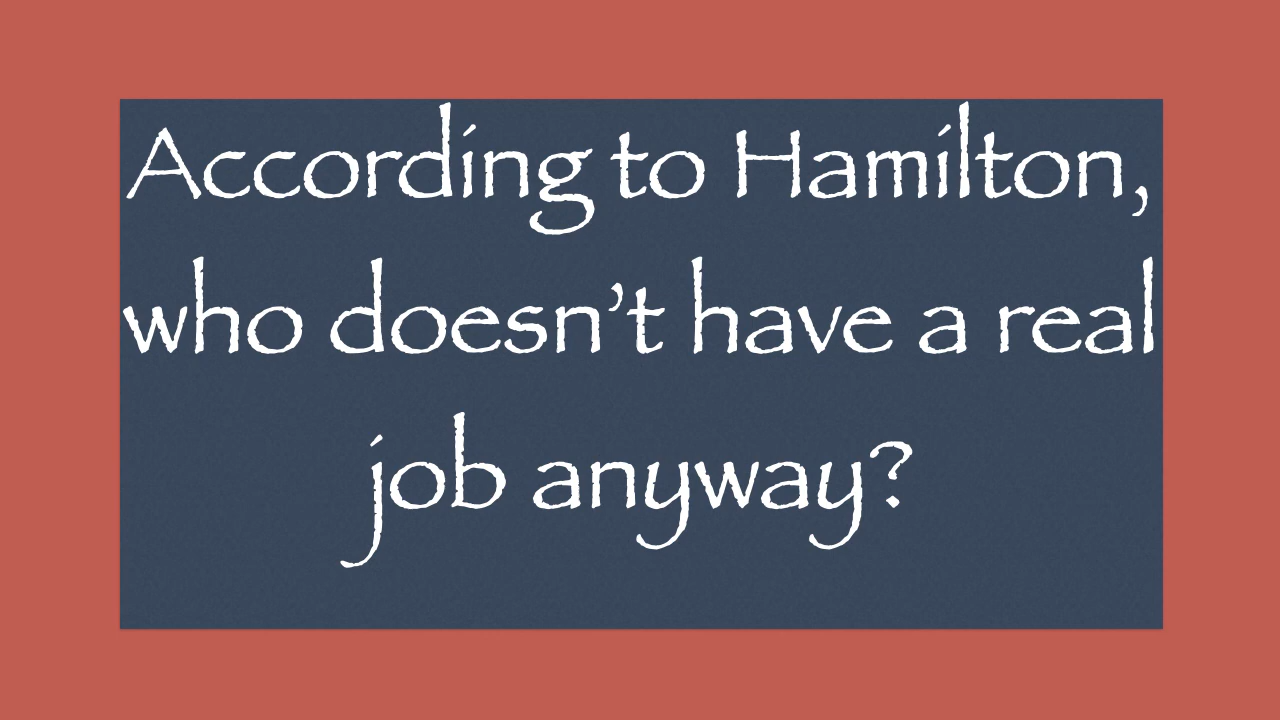 According to Hamilton,
who doesn’t have a real
job anyway?